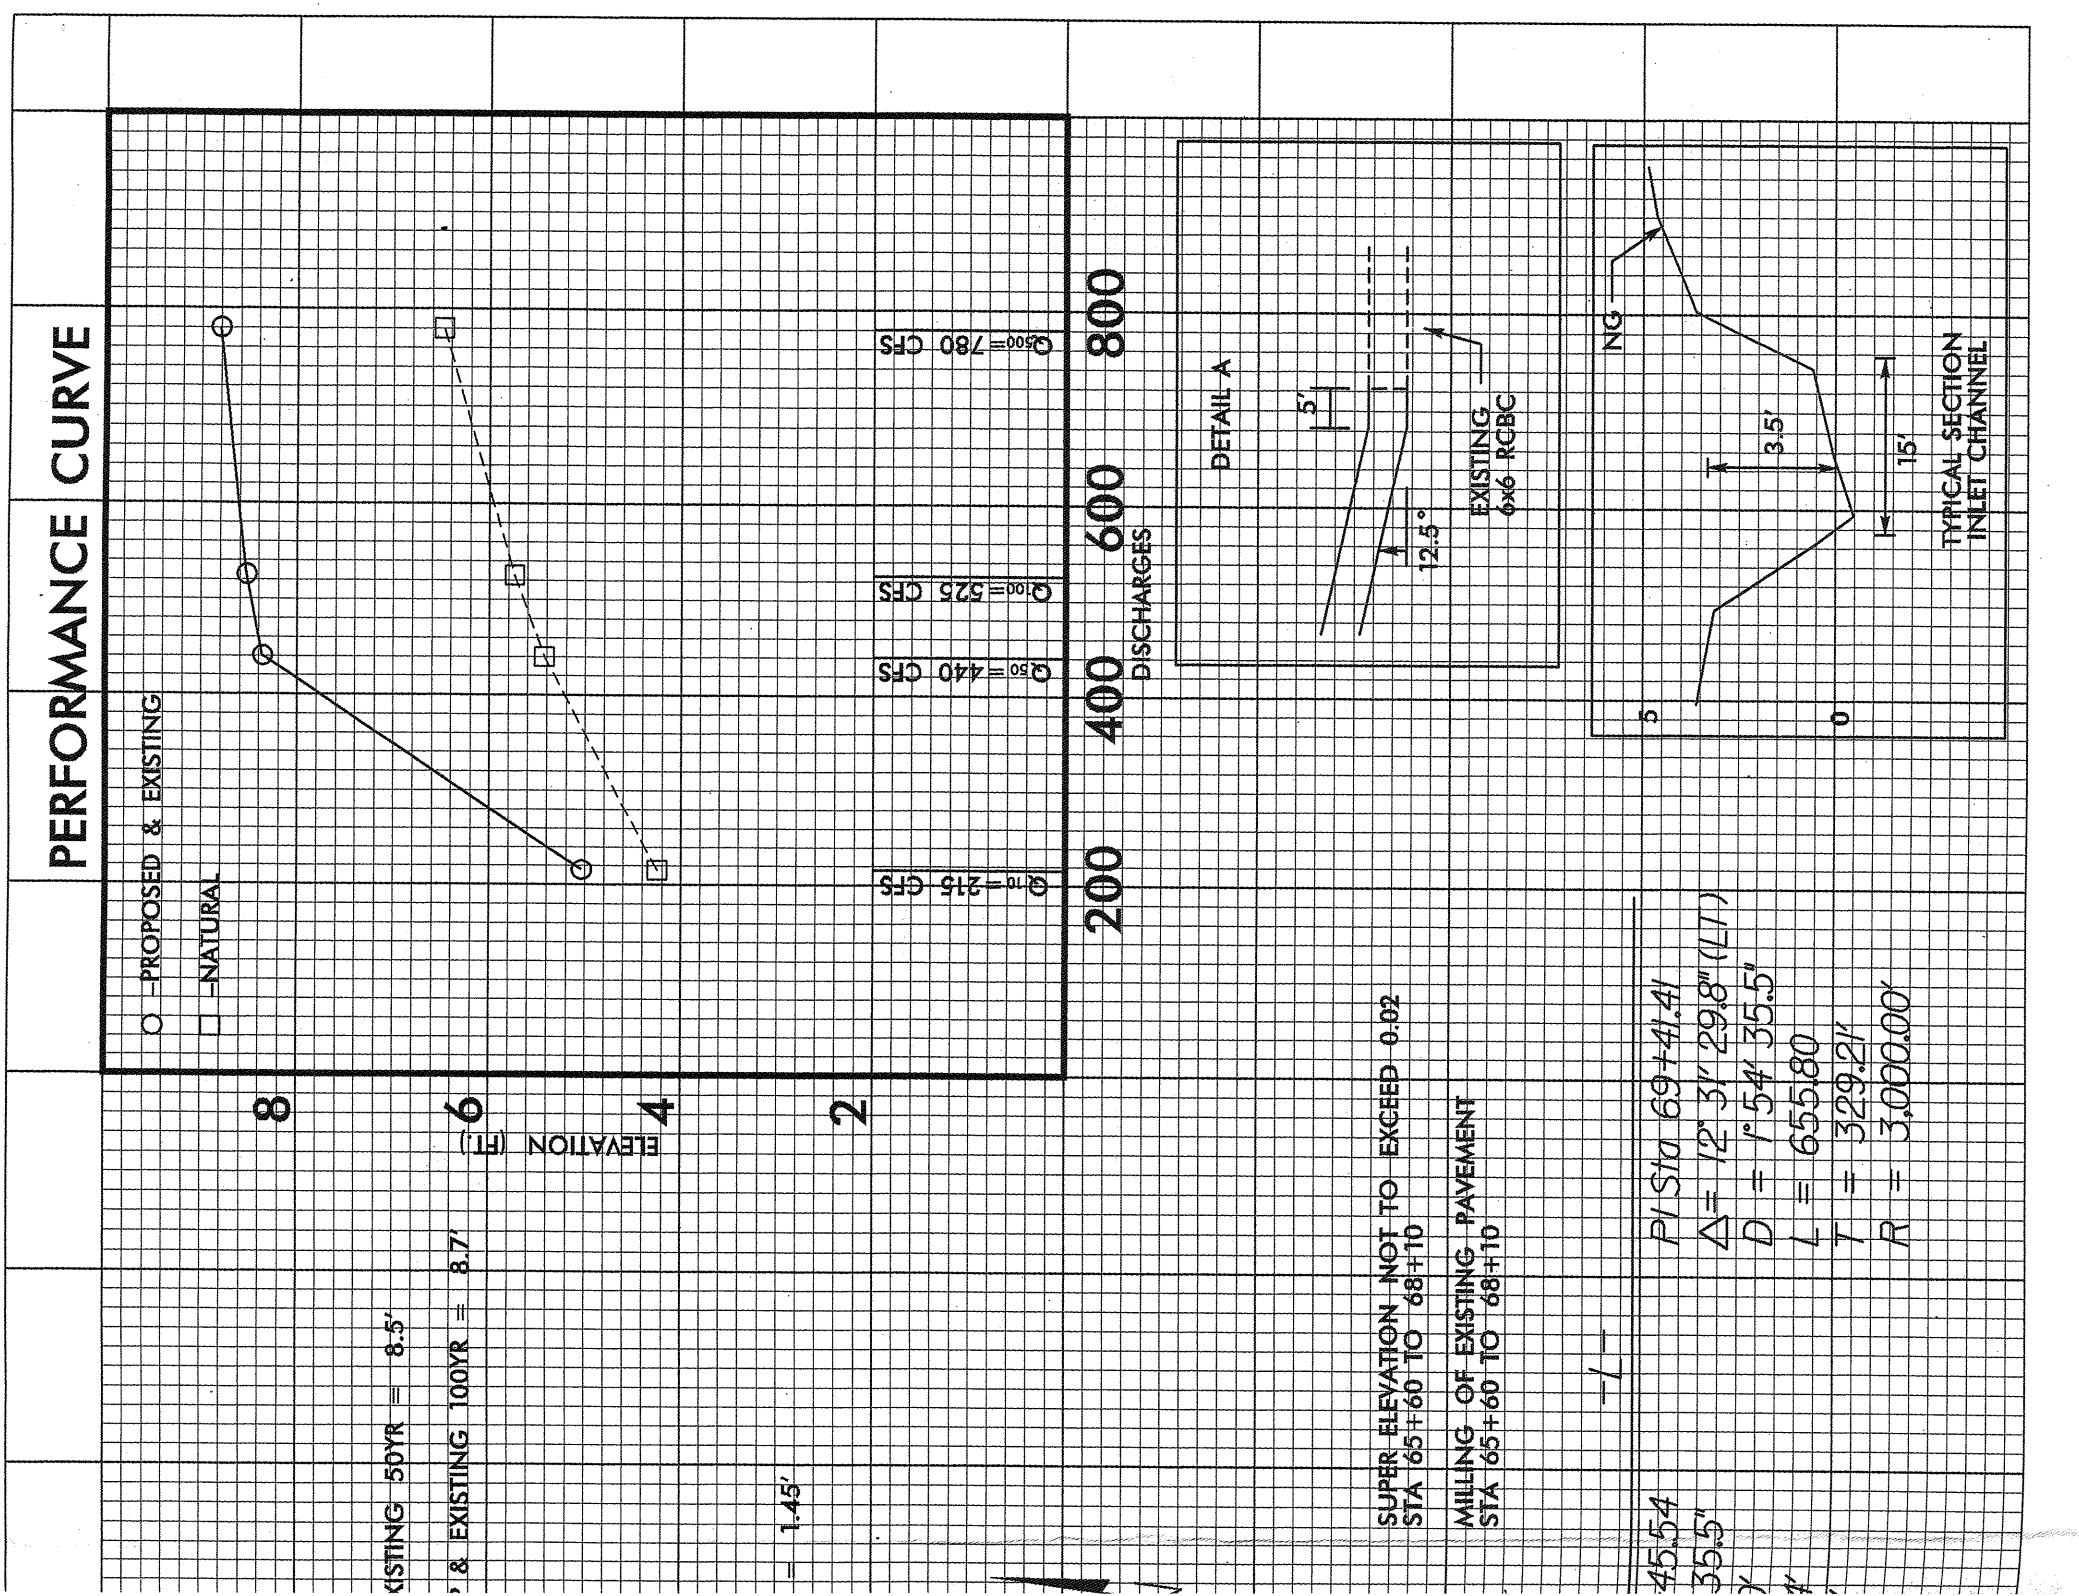 PERFORMANCE CURVE
○ –PROPOSED & EXISTING
□ –NATURAL
8
6
4
2
ELEVATION (FT.)
Q10=215 CFS
Q50=440 CFS
Q100=525 CFS
Q500=780 CFS
200
400
600
800
DISCHARGES
XISTING 50YR = 8.5'
& EXISTING 100YR = 8.7'
= 1.45'
DETAIL A
5'
12.5°
EXISTING
6x6 RCBC
NG
5
0
3.5'
15'
TYPICAL SECTION
INLET CHANNEL
SUPER ELEVATION NOT TO EXCEED 0.02
STA 65+60 TO 68+10
MILLING OF EXISTING PAVEMENT
STA 65+60 TO 68+10
-L-
PI Sta 69+41.41
Δ = 12° 31' 29.8" (LT)
D = 1° 54' 35.5"
L = 655.80
T = 329.21'
R = 3,000.00'
45.54
35.5"